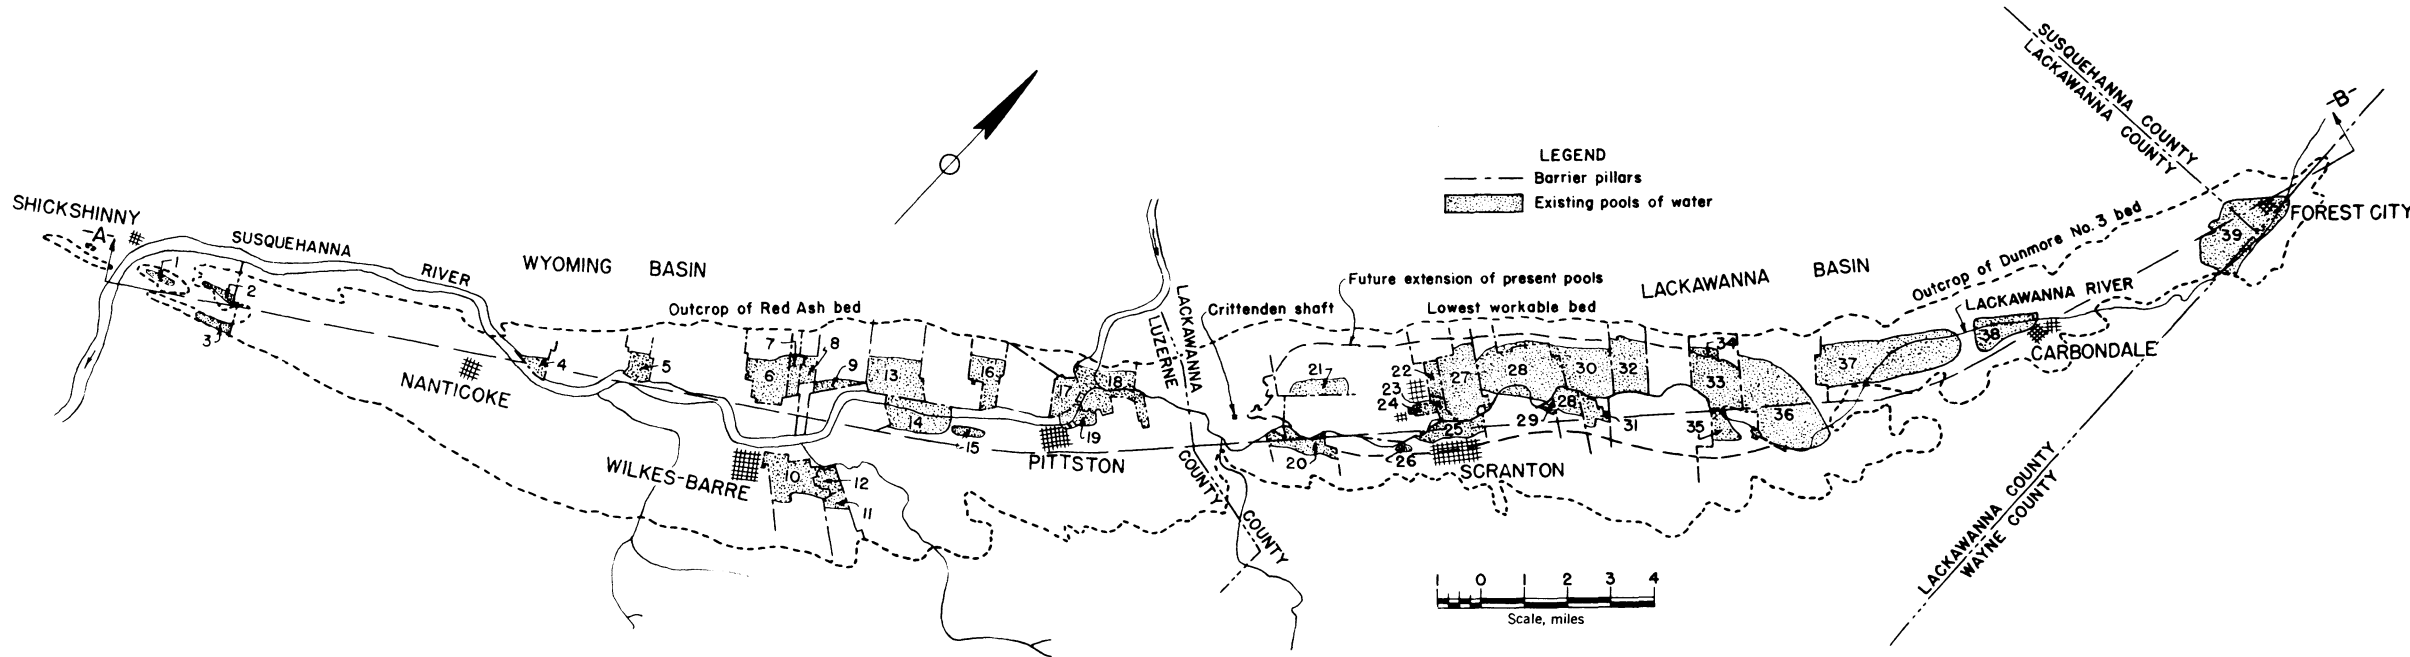 SUSQUEHANNA COUNTY
LACKAWANNA COUNTY
-B-
LEGEND
Barrier pillars
Existing pools of water
SHICKSHINNY
-A-
SUSQUEHANNA
RIVER
WYOMING BASIN
Outcrop of Red Ash bed
LACKAWANNA
LUZERNE
COUNTY
COUNTY
Crittenden shaft
Future extension of present pools
Lowest workable bed
LACKAWANNA BASIN
Outcrop of Dunmore No. 3 bed
LACKAWANNA RIVER
FOREST CITY
CARBONDALE
NANTICOKE
WILKES-BARRE
PITTSTON
SCRANTON
LACKAWANNA COUNTY
WAYNE COUNTY
1
2
3
4
5
6
7
8
9
10
11
12
13
14
15
16
17
18
19
20
21
22
23
24
25
26
27
28
28
29
30
31
32
33
34
35
36
37
38
39
1 0 1 2 3 4
Scale, miles